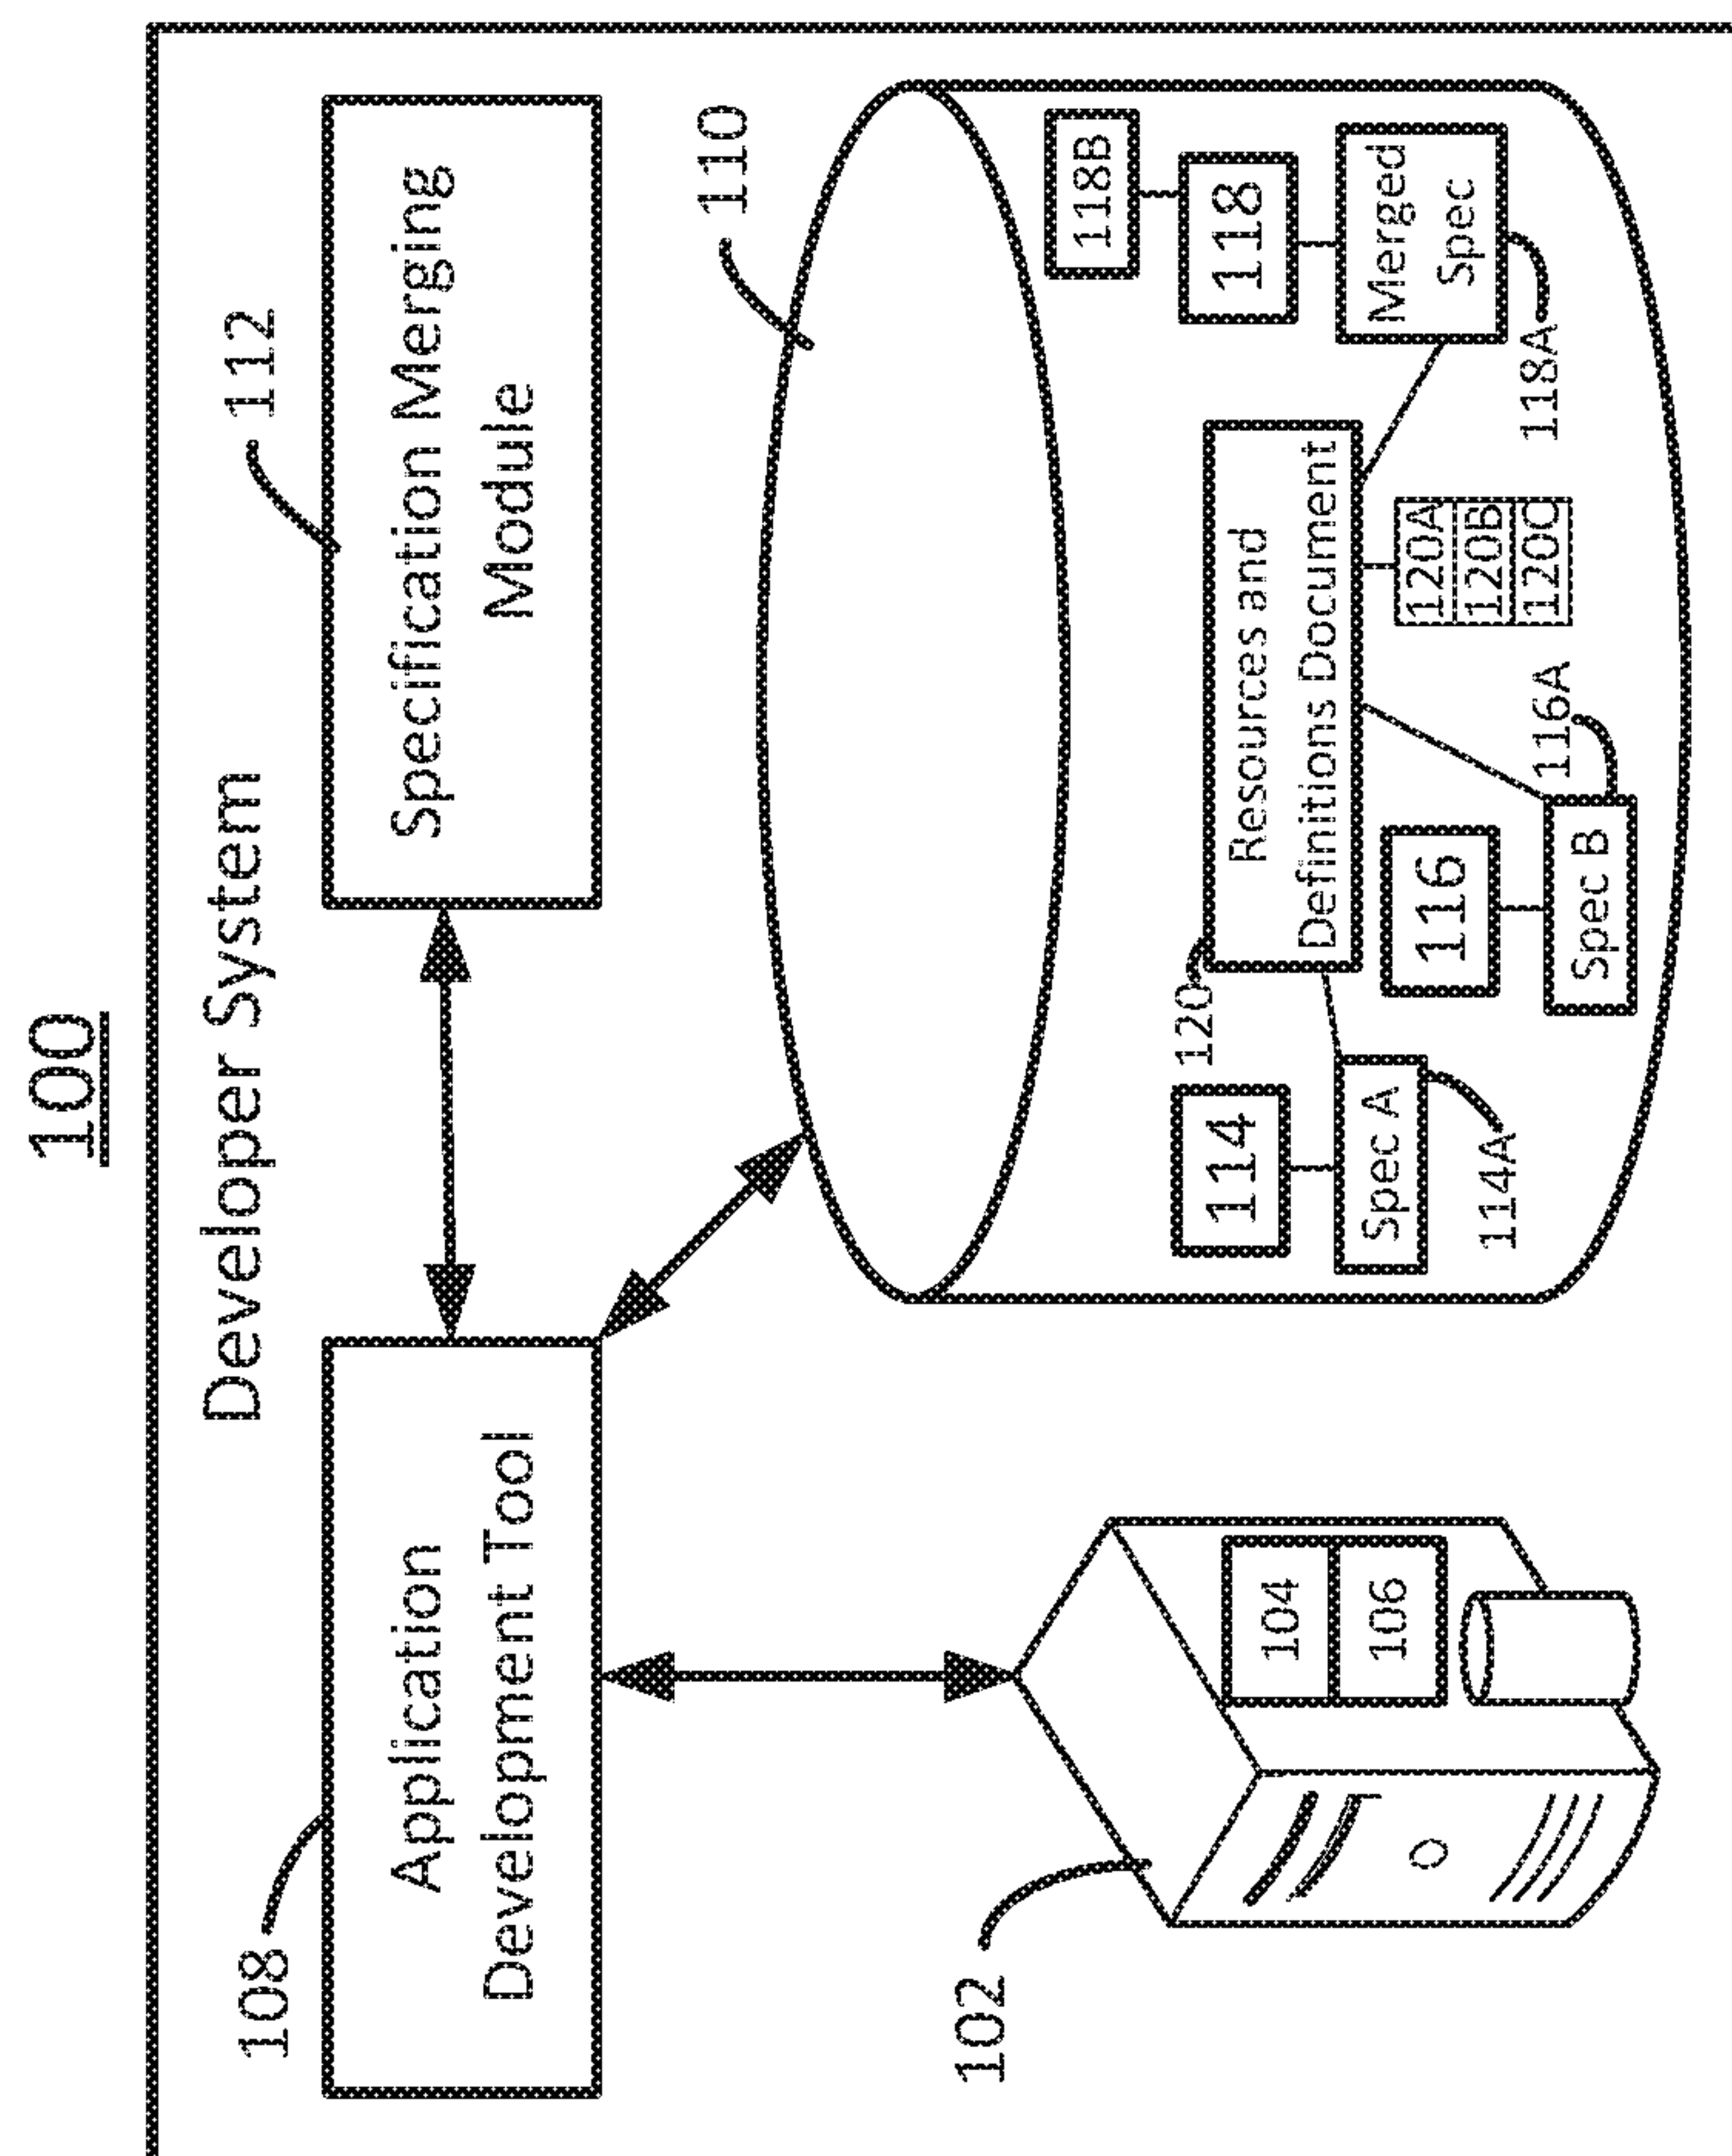 100
Developer System
108
Application
Development Tool
112
Specification Merging
Module
102
104
106
110
114
Spec A
114A
120
Resources and
Definitions Document
116
Spec B
116A
120A
120B
120C
118B
118
Merged
Spec
118A